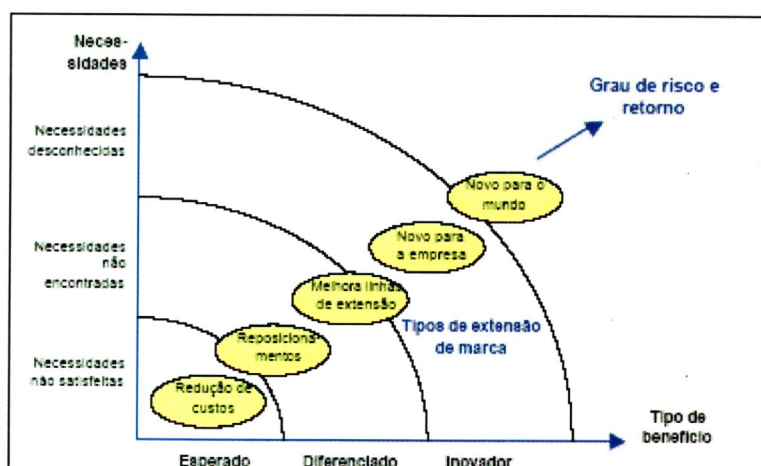 Neces-
sidades
Grau de risco e
retorno
Necessidades
desconhecidas
Novo para o
mundo
Novo para
a empresa
Necessidades
não
encontradas
Melhora linhas
de extensão
Tipos de extensão
de marca
Reposiciona-
mentos
Necessidades
não satisfeitas
Redução de
custos
Tipo de
benefício
Esperado
Diferenciado
Inovador